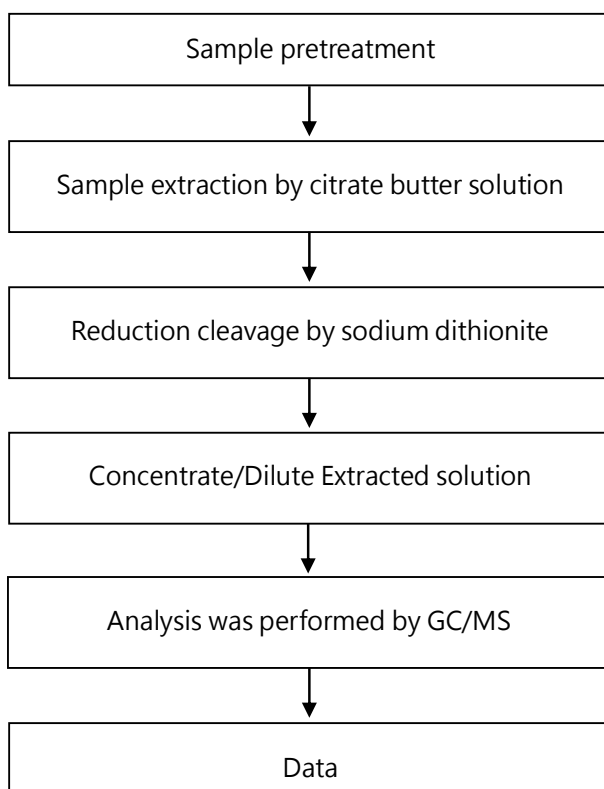 Sample pretreatment
Sample extraction by citrate butter solution
Reduction cleavage by sodium dithionite
Concentrate/Dilute Extracted solution
Analysis was performed by GC/MS
Data